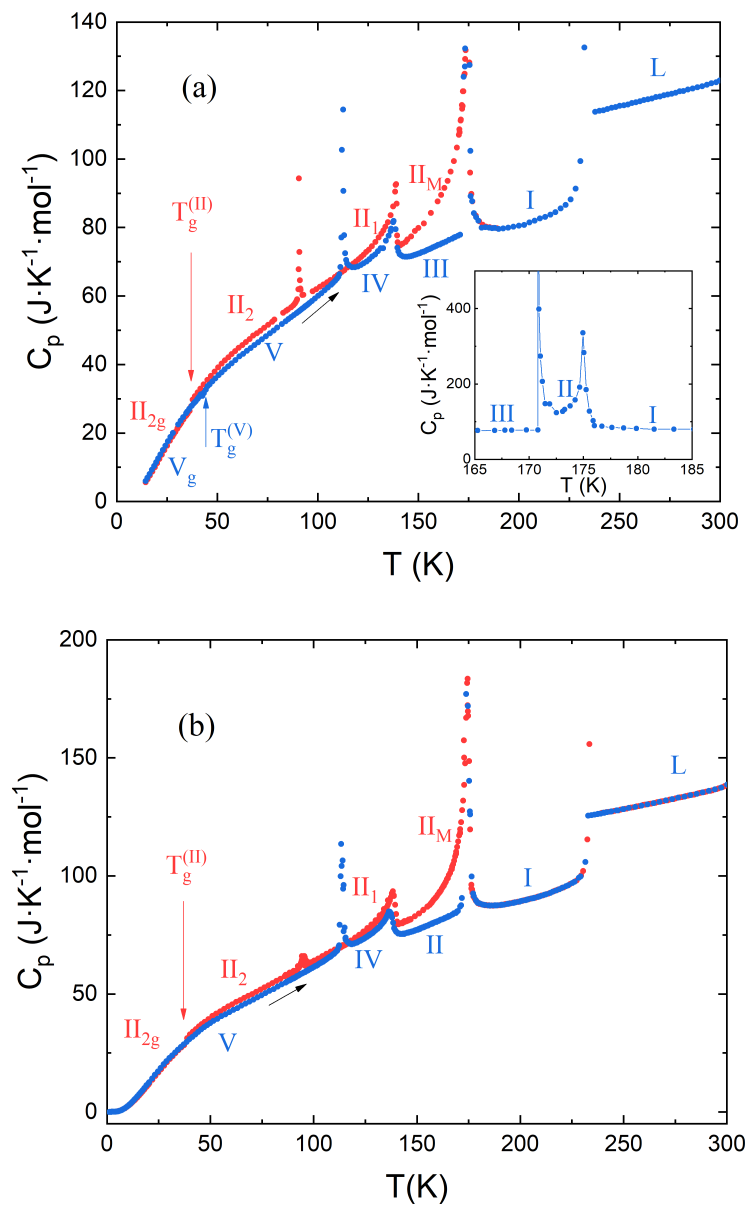 140
120
100
80
60
40
20
0
C_p (J·K⁻¹·mol⁻¹)
(a)
L
II_M
T_g^(II)
II_1
I
IV
III
II_2
V
II_2g
T_g^(V)
V_g
400
200
0
C_p (J·K⁻¹·mol⁻¹)
III
II
I
165 170 175 180 185
T (K)
0 50 100 150 200 250 300
T (K)
200
150
100
50
0
C_p (J·K⁻¹·mol⁻¹)
(b)
L
II_M
T_g^(II)
II_1
I
IV
II
II_2
V
II_2g
0 50 100 150 200 250 300
T(K)